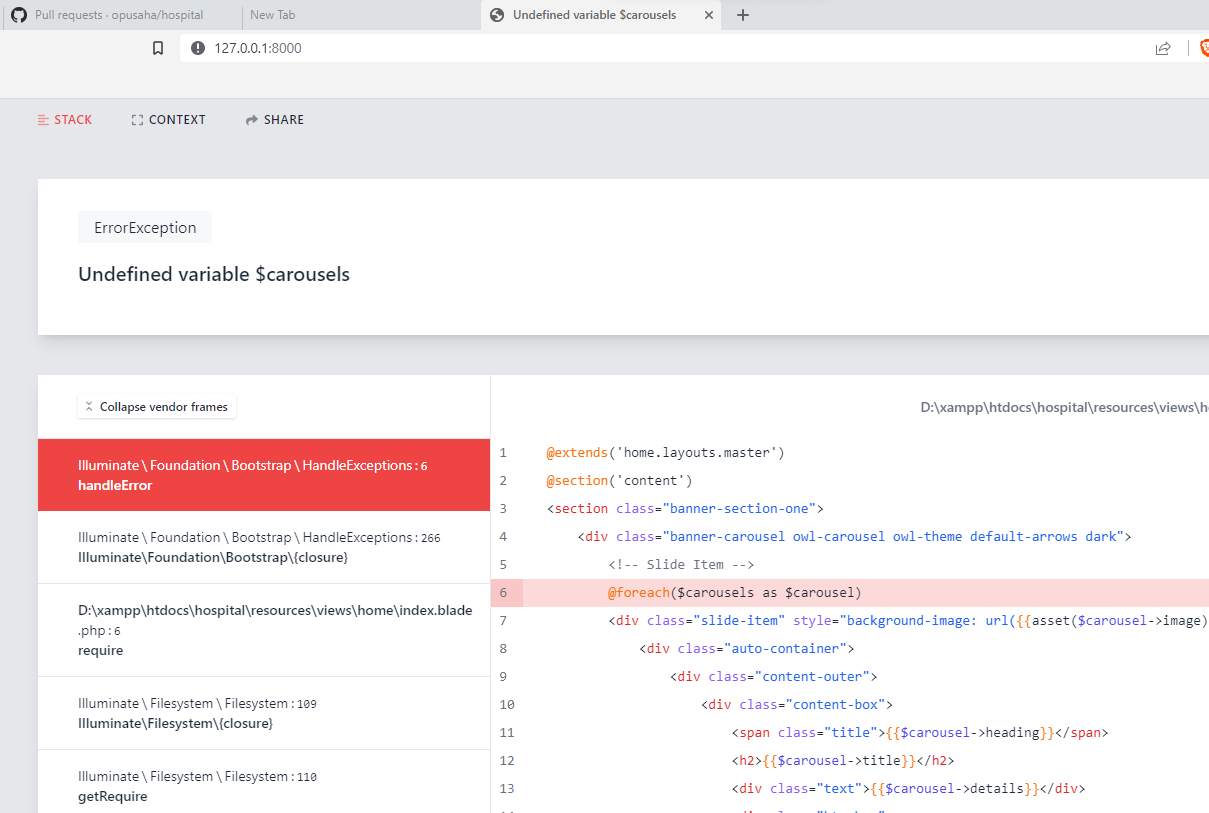 Pull requests · opusaha/hospital
New Tab
Undefined variable $carousels
127.0.0.1:8000
STACK
CONTEXT
SHARE
ErrorException
Undefined variable $carousels
Collapse vendor frames
Illuminate \ Foundation \ Bootstrap \ HandleExceptions : 6
handleError
Illuminate \ Foundation \ Bootstrap \ HandleExceptions : 266
Illuminate\Foundation\Bootstrap\{closure}
D:\xampp\htdocs\hospital\resources\views\home\index.blade
.php : 6
require
Illuminate \ Filesystem \ Filesystem : 109
Illuminate\Filesystem\{closure}
Illuminate \ Filesystem \ Filesystem : 110
getRequire
D:\xampp\htdocs\hospital\resources\views\h
1 @extends('home.layouts.master')
2 @section('content')
3 <section class="banner-section-one">
4 <div class="banner-carousel owl-carousel owl-theme default-arrows dark">
5 <!-- Slide Item -->
6 @foreach($carousels as $carousel)
7 <div class="slide-item" style="background-image: url({{asset($carousel->image)
8 <div class="auto-container">
9 <div class="content-outer">
10 <div class="content-box">
11 <span class="title">{{$carousel->heading}}</span>
12 <h2>{{$carousel->title}}</h2>
13 <div class="text">{{$carousel->details}}</div>